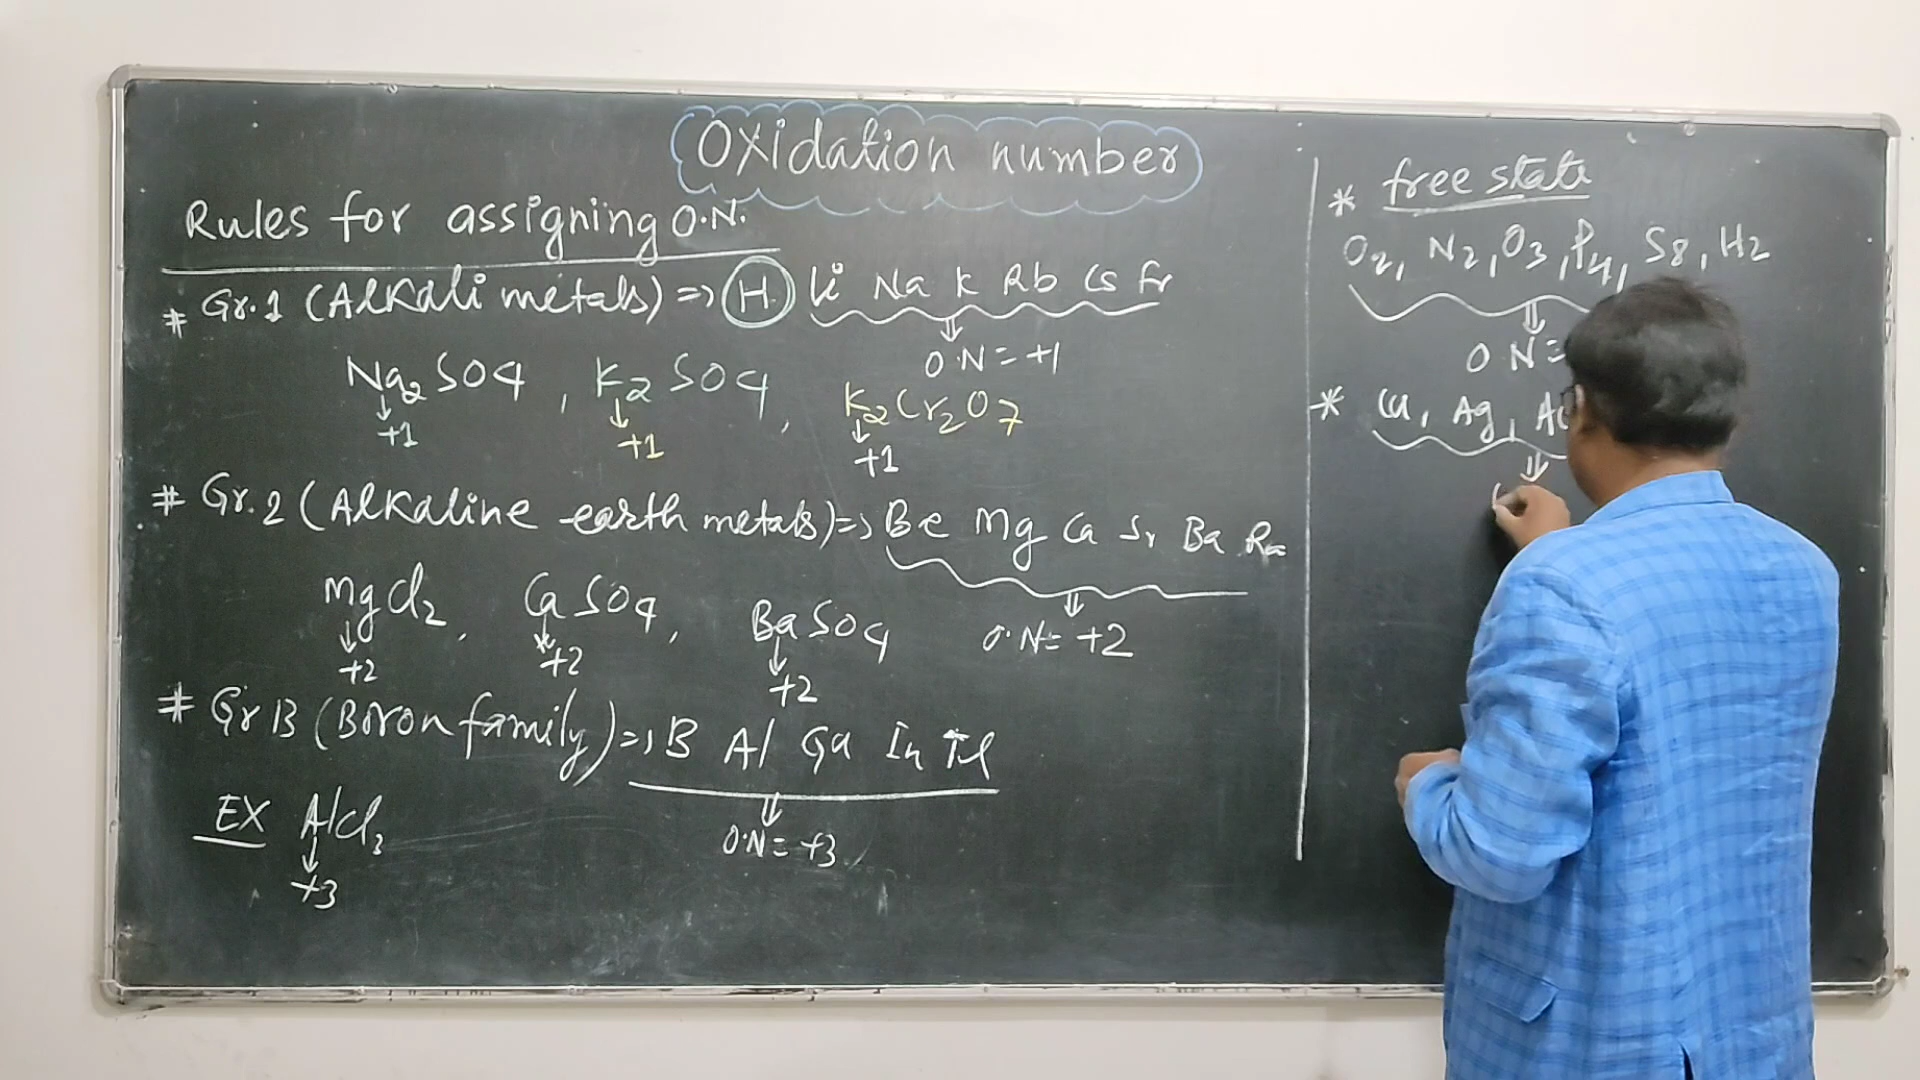 Oxidation number
Rules for assigning O.N.
* Gr.1 (Alkali metals) => H Li Na K Rb Cs Fr
O.N = +1
Na2SO4, K2SO4, K2Cr2O7
+1 +1 +1
* Gr.2 (Alkaline earth metals) => Be Mg Ca Sr Ba Ra
O.N = +2
MgCl2, CaSO4, BaSO4
+2 +2 +2
* Gr 13 (Boron family) => B Al Ga In Tl
O.N = +3
EX AlCl3
+3
* free state
O2, N2, O3, P4, S8, H2
O.N =
* Cu, Ag,